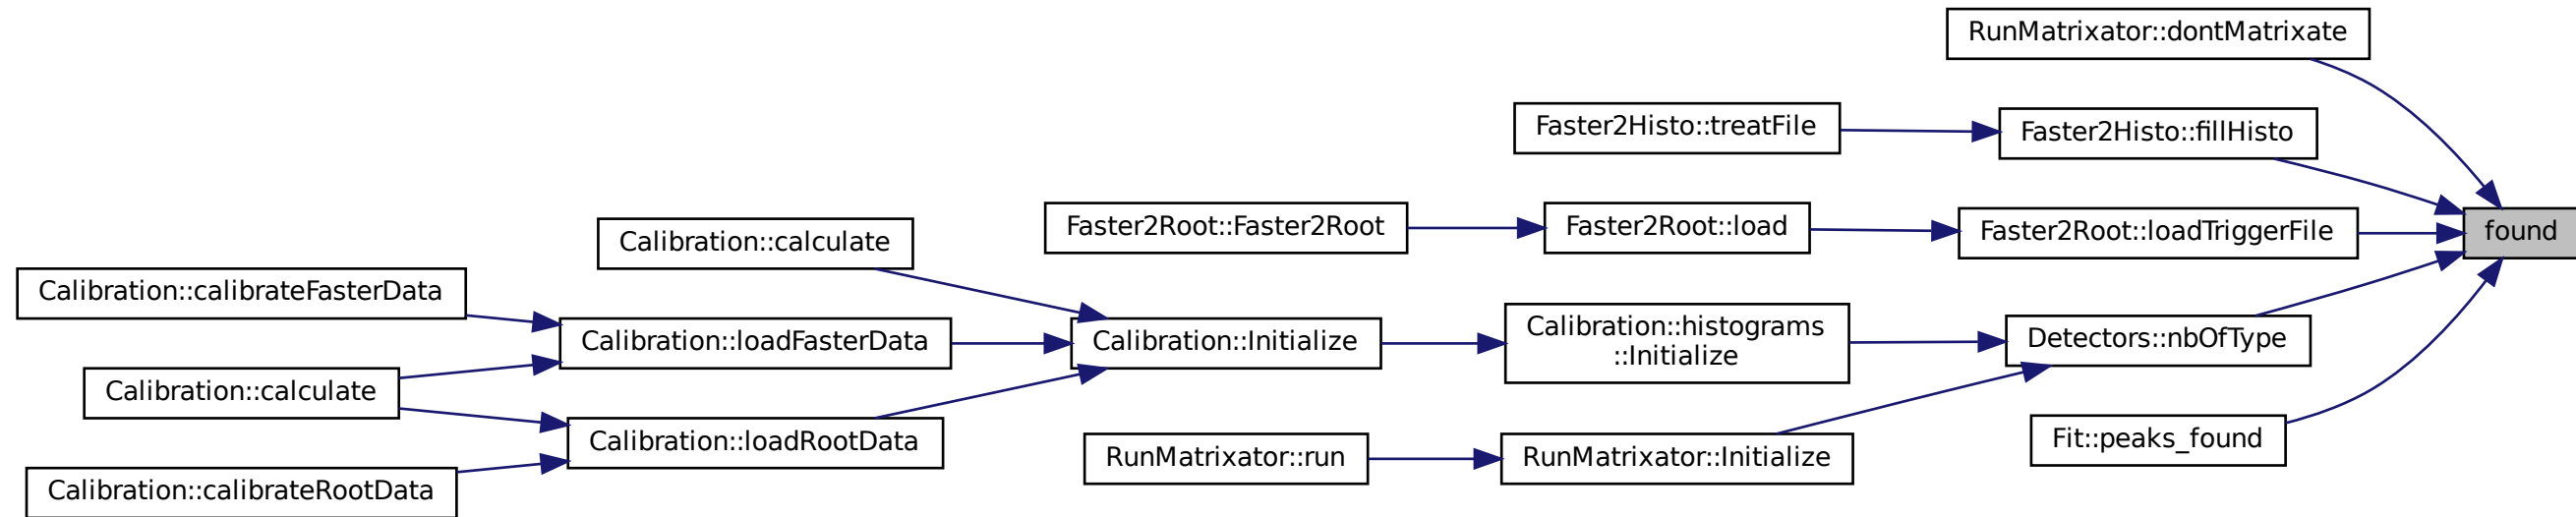 RunMatrixator::dontMatrixate
Faster2Histo::treatFile
Faster2Histo::fillHisto
Faster2Root::Faster2Root
Faster2Root::load
Faster2Root::loadTriggerFile
found
Calibration::calculate
Calibration::calibrateFasterData
Calibration::loadFasterData
Calibration::Initialize
Calibration::histograms
::Initialize
Detectors::nbOfType
Calibration::calculate
Calibration::loadRootData
Fit::peaks_found
RunMatrixator::run
RunMatrixator::Initialize
Calibration::calibrateRootData